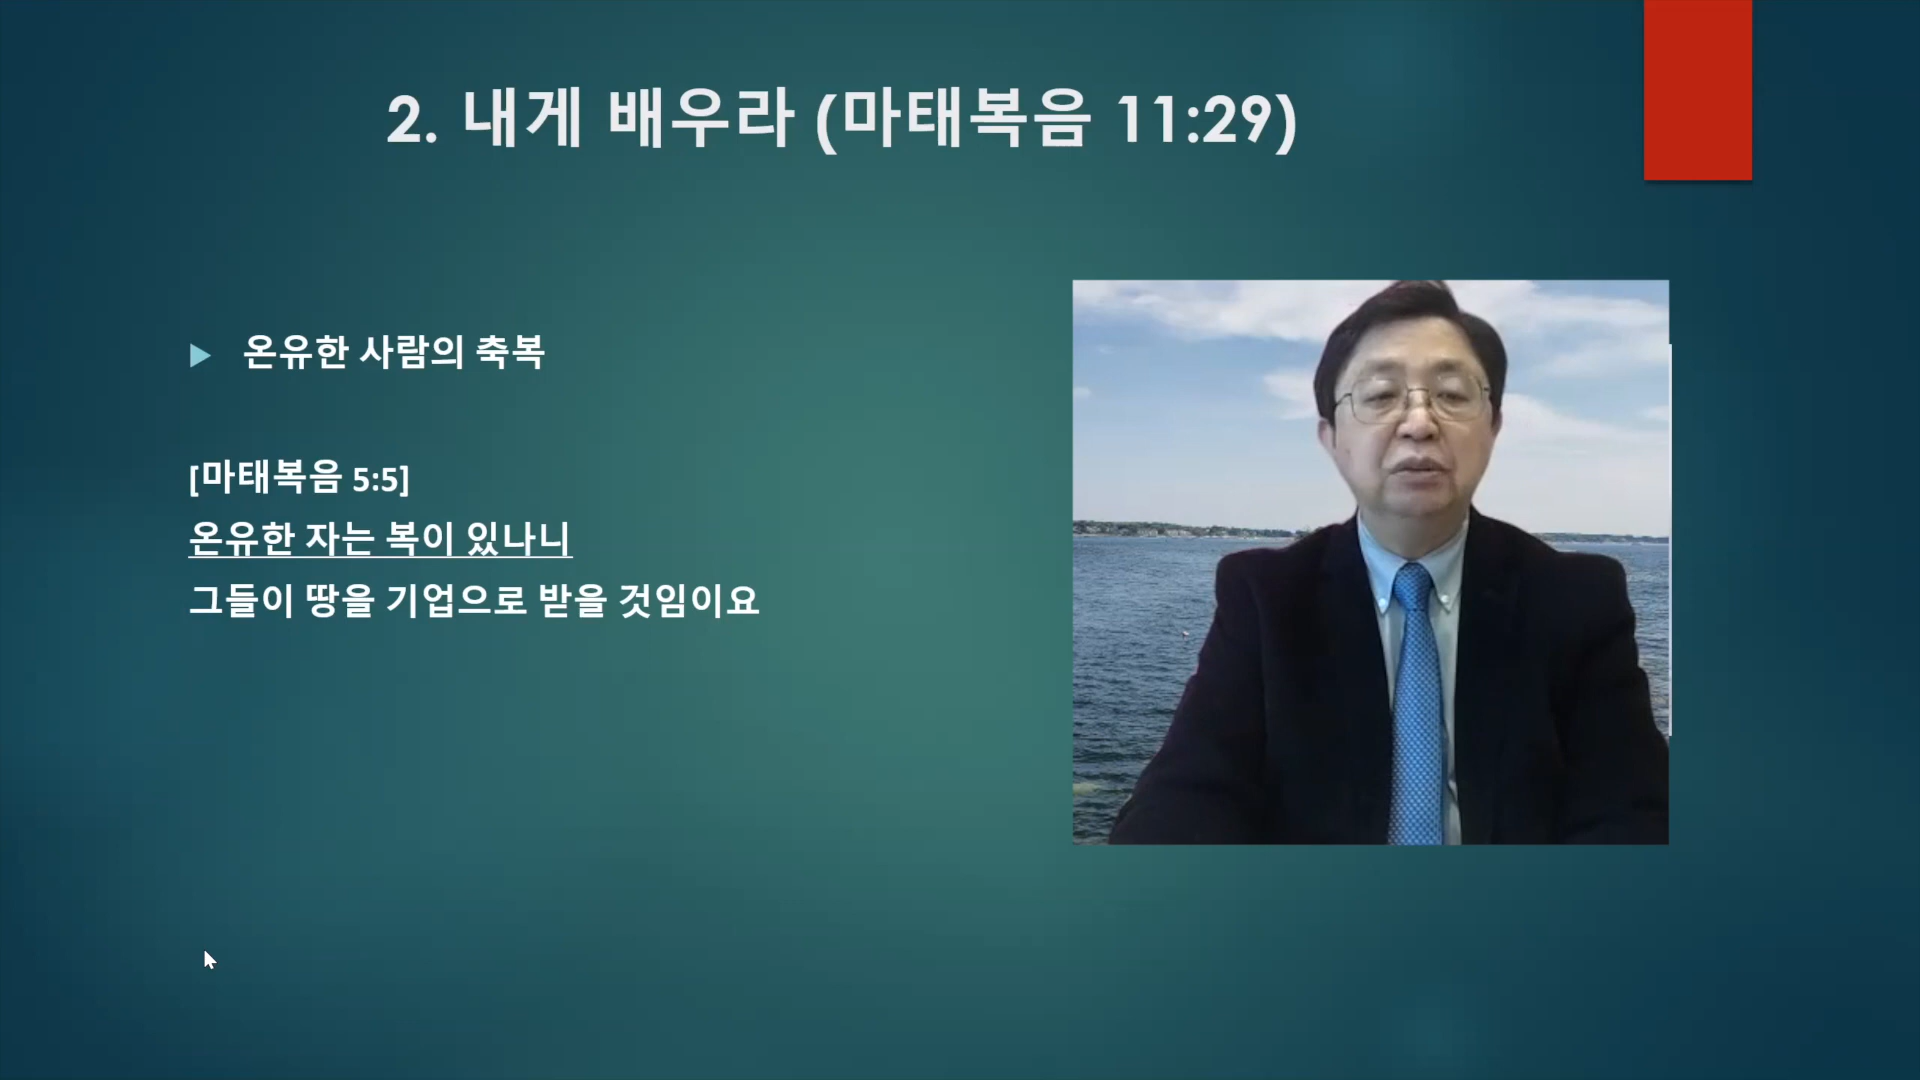 2. 내게 배우라 (마태복음 11:29)
온유한 사람의 축복
[마태복음 5:5]
온유한 자는 복이 있나니
그들이 땅을 기업으로 받을 것임이요